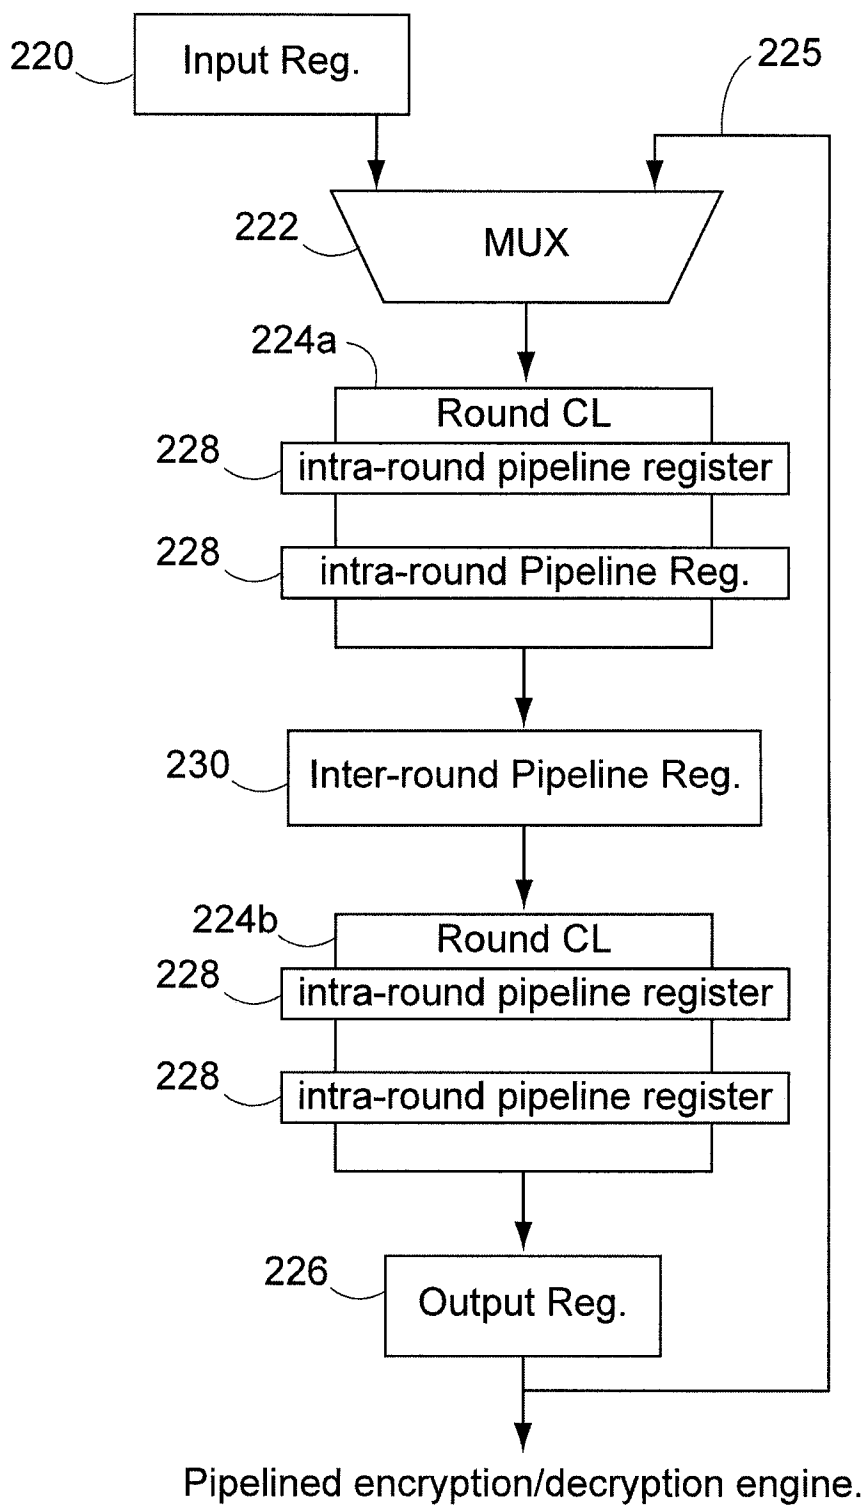 220
Input Reg.
225
222
MUX
224a
Round CL
228
intra-round pipeline register
228
intra-round Pipeline Reg.
230
Inter-round Pipeline Reg.
224b
Round CL
228
intra-round pipeline register
228
intra-round pipeline register
226
Output Reg.
Pipelined encryption/decryption engine.